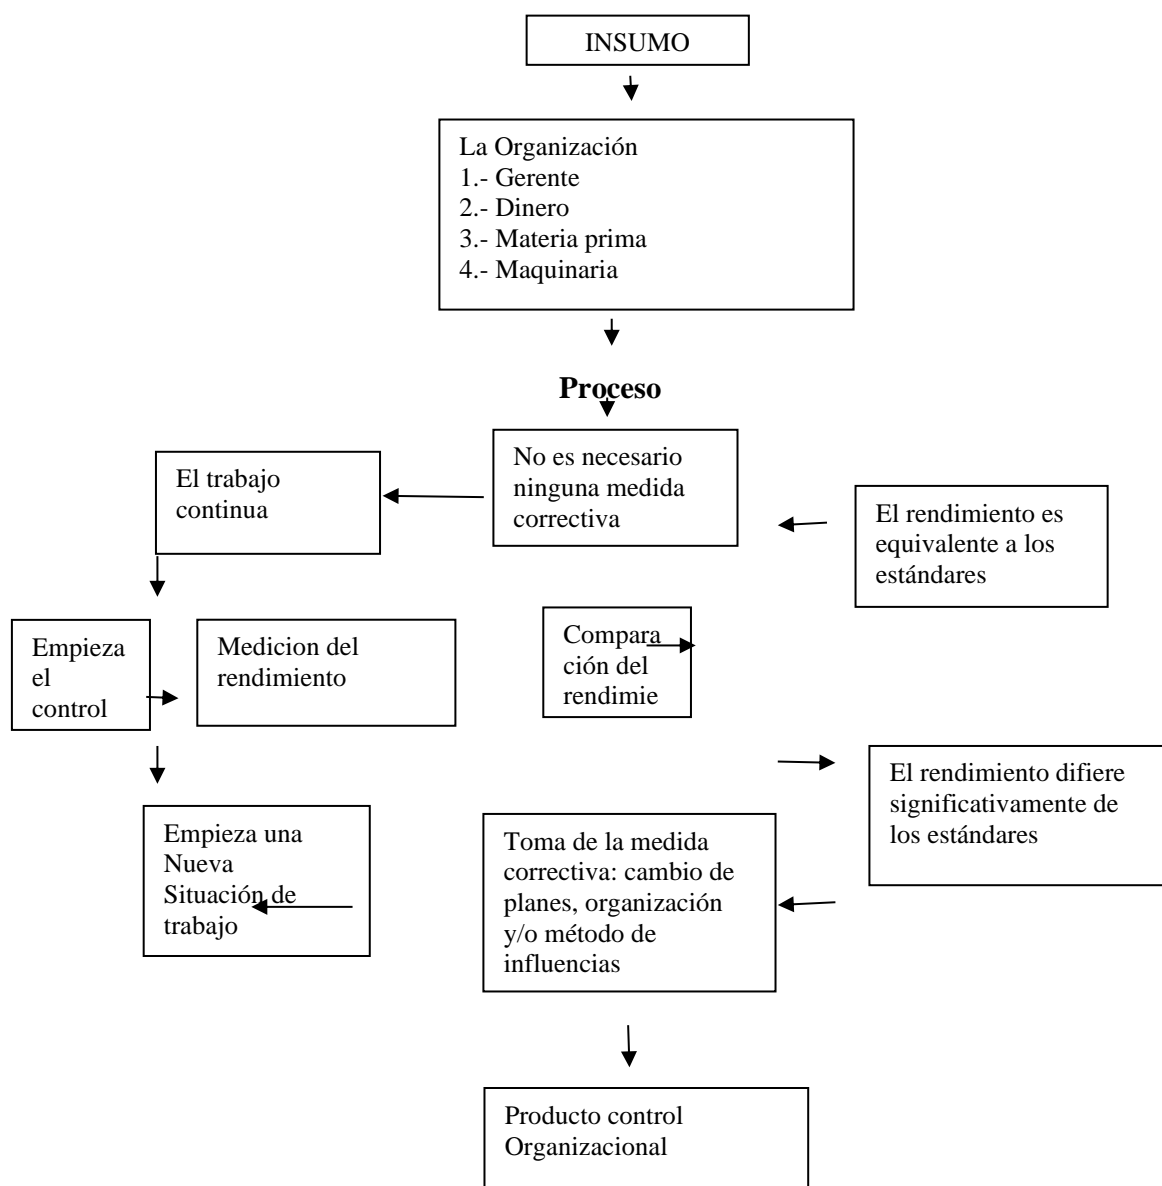 INSUMO
La Organización
1.- Gerente
2.- Dinero
3.- Materia prima
4.- Maquinaria
Proceso
No es necesario
ninguna medida
correctiva
El trabajo
continua
El rendimiento es
equivalente a los
estándares
Empieza
el
control
Medicion del
rendimiento
Compara
ción del
rendimie
El rendimiento difiere
significativamente de
los estándares
Empieza una
Nueva
Situación de
trabajo
Toma de la medida
correctiva: cambio de
planes, organización
y/o método de
influencias
Producto control
Organizacional